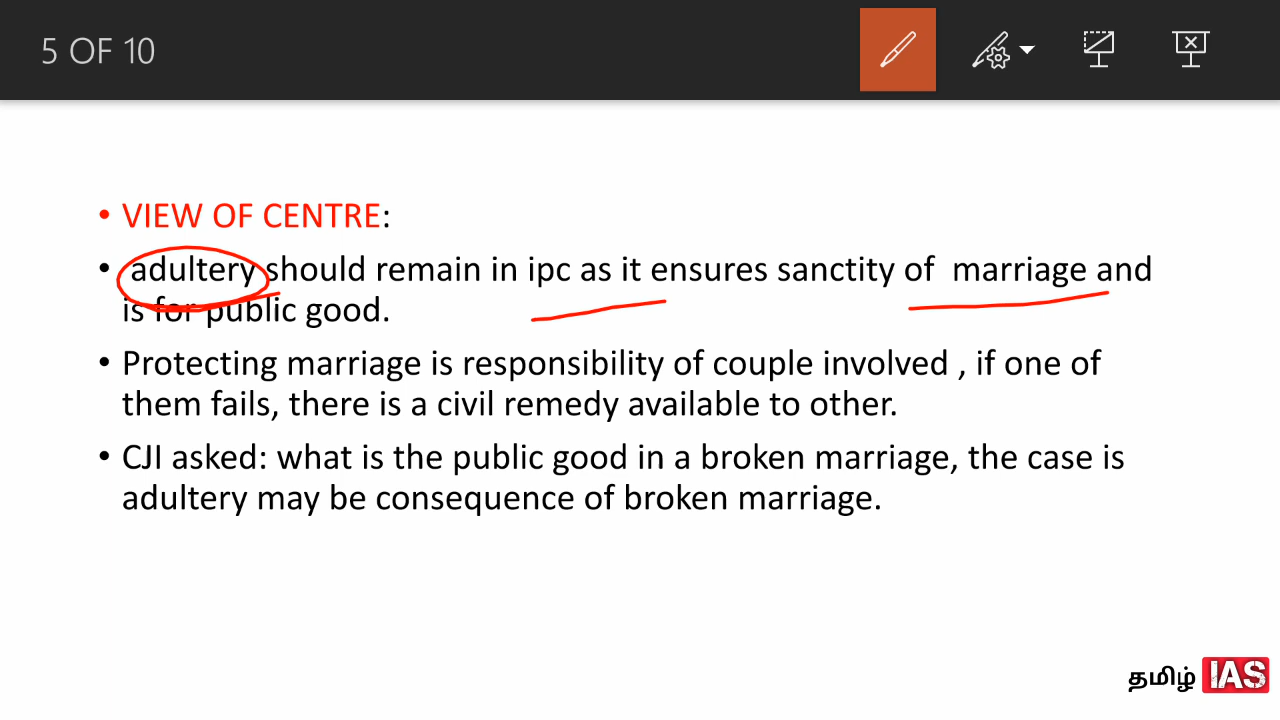 5 OF 10
• VIEW OF CENTRE:
• adultery should remain in ipc as it ensures sanctity of marriage and
is for public good.
• Protecting marriage is responsibility of couple involved , if one of
them fails, there is a civil remedy available to other.
• CJI asked: what is the public good in a broken marriage, the case is
adultery may be consequence of broken marriage.
தமிழ் IAS